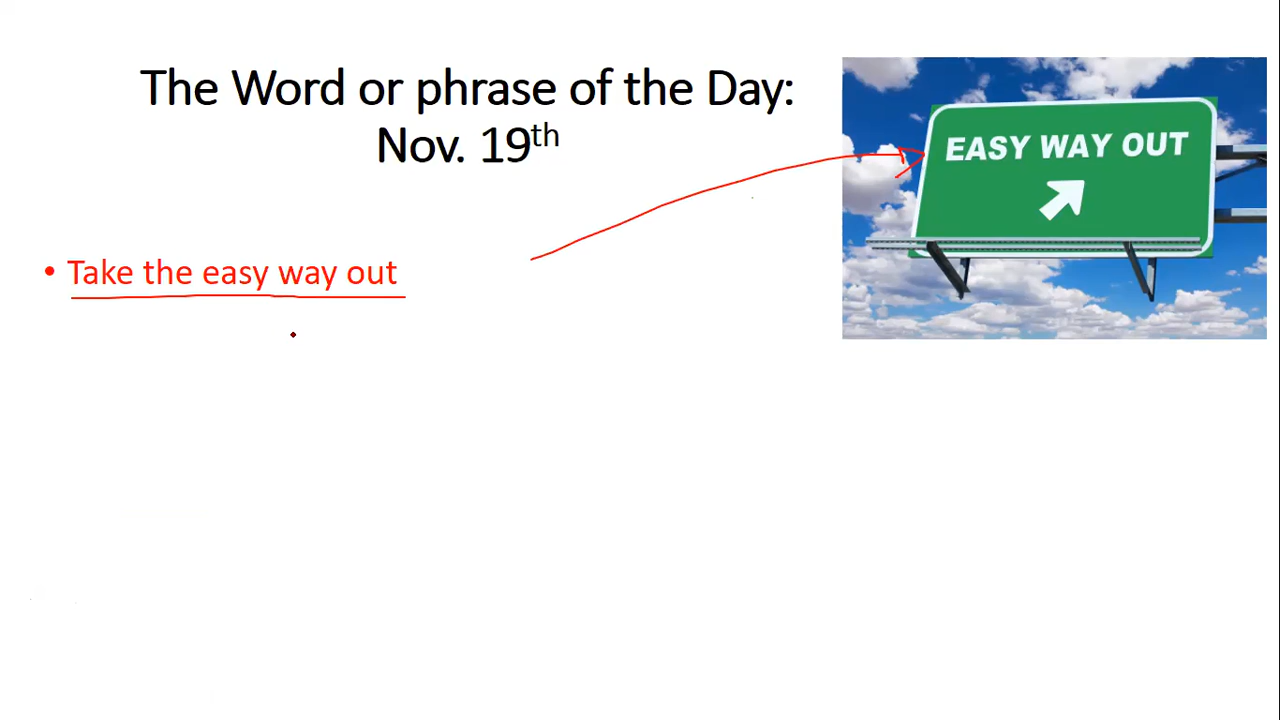 The Word or phrase of the Day:
Nov. 19th
EASY WAY OUT
• Take the easy way out